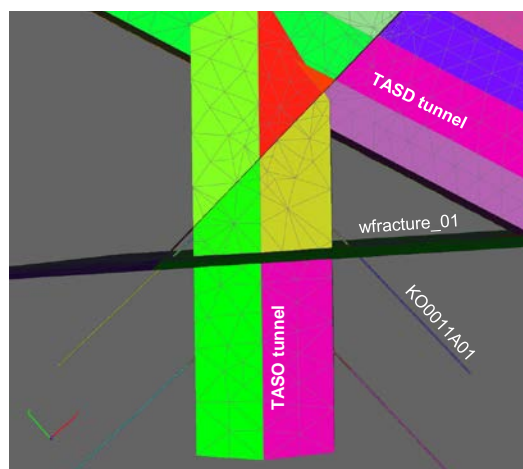 TASD tunnel
wfracture_01
KO0011A01
TASO tunnel